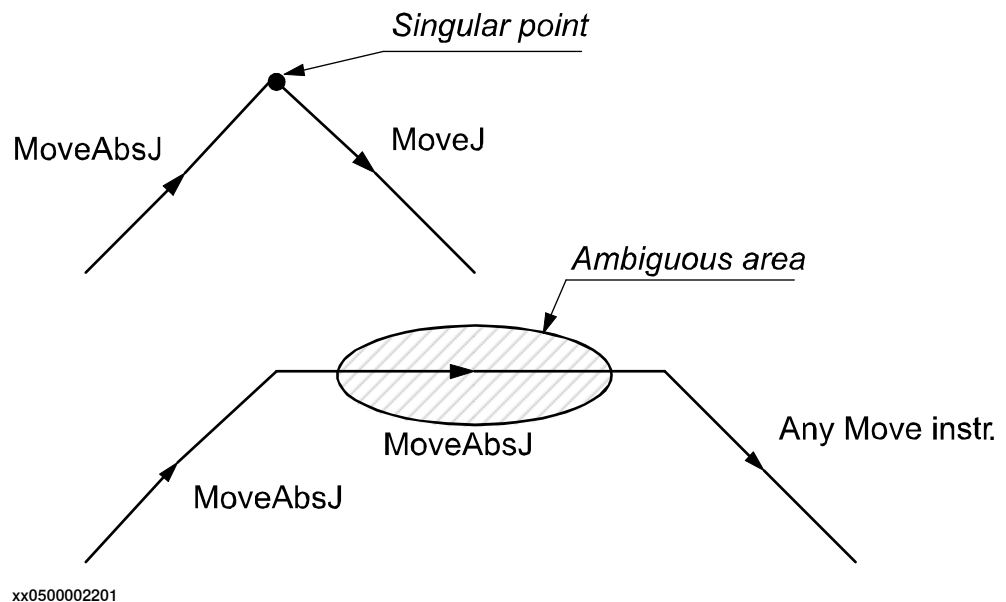 Singular point
MoveAbsJ
MoveJ
Ambiguous area
MoveAbsJ
Any Move instr.
MoveAbsJ
xx0500002201